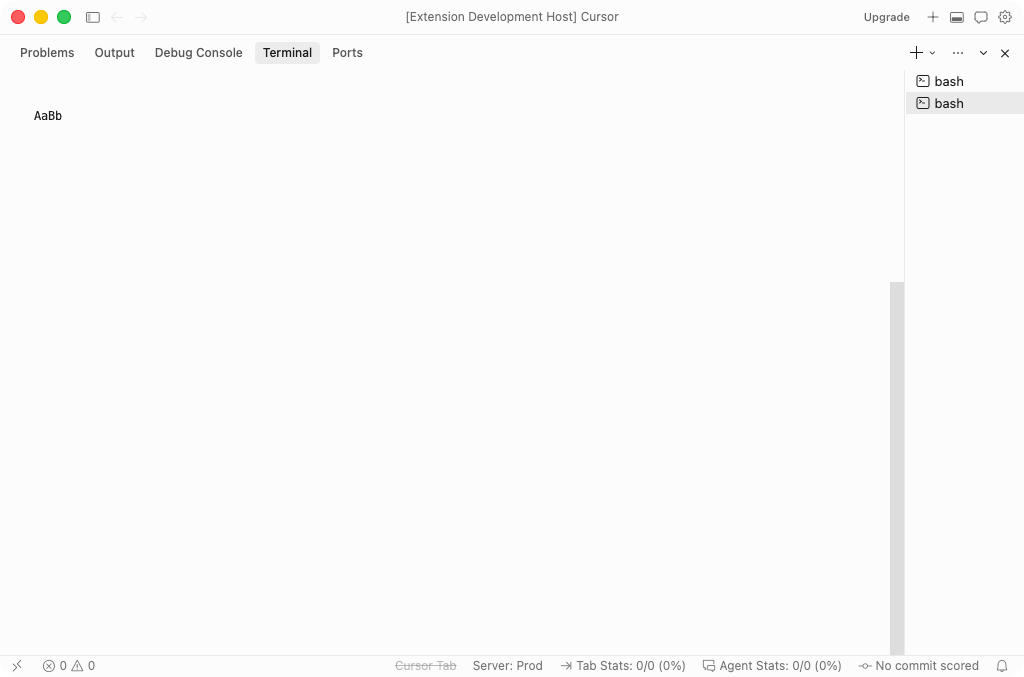 [Extension Development Host] Cursor
Upgrade
Problems
Output
Debug Console
Terminal
Ports
bash
bash
AaBb
0
0
Cursor Tab
Server: Prod
Tab Stats: 0/0 (0%)
Agent Stats: 0/0 (0%)
No commit scored